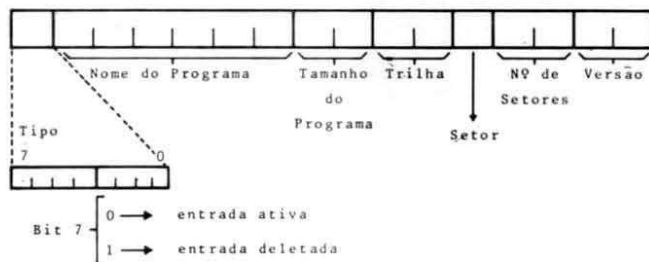 Nome do Programa
Tamanho do Programa
Trilha
Setor
Nº de Setores
Versão
Tipo
7 0
Bit 7
0 → entrada ativa
1 → entrada deletada